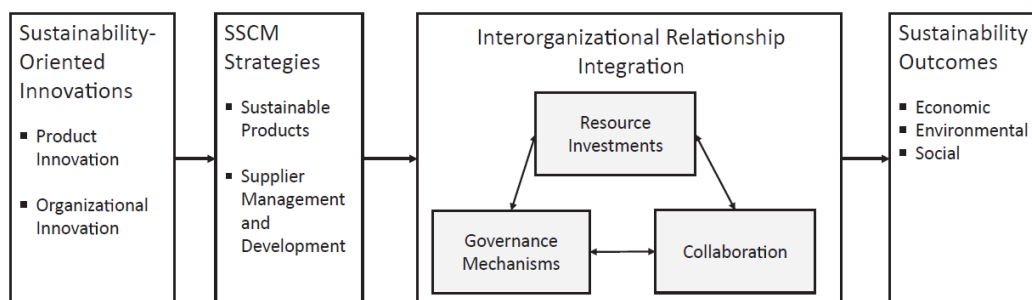 Sustainability-
Oriented
Innovations
▪ Product
Innovation
▪ Organizational
Innovation
SSCM
Strategies
▪ Sustainable
Products
▪ Supplier
Management
and
Development
Interorganizational Relationship
Integration
Resource
Investments
Governance
Mechanisms
Collaboration
Sustainability
Outcomes
▪ Economic
▪ Environmental
▪ Social